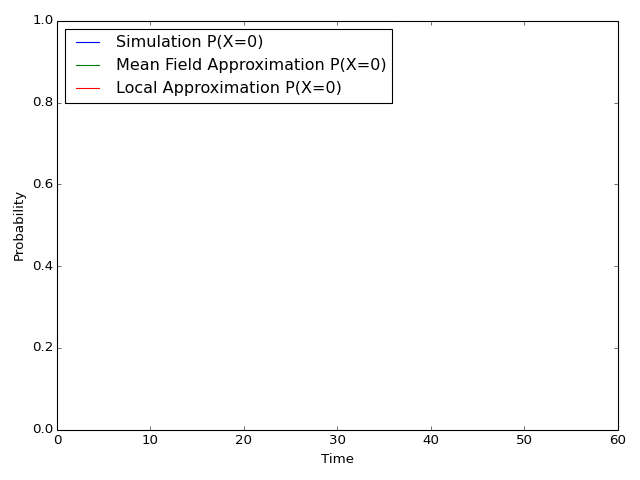 1.0
Simulation P(X=0)
Mean Field Approximation P(X=0)
Local Approximation P(X=0)
0.8
0.6
0.4
0.2
0.0
Probability
0 10 20 30 40 50 60
Time